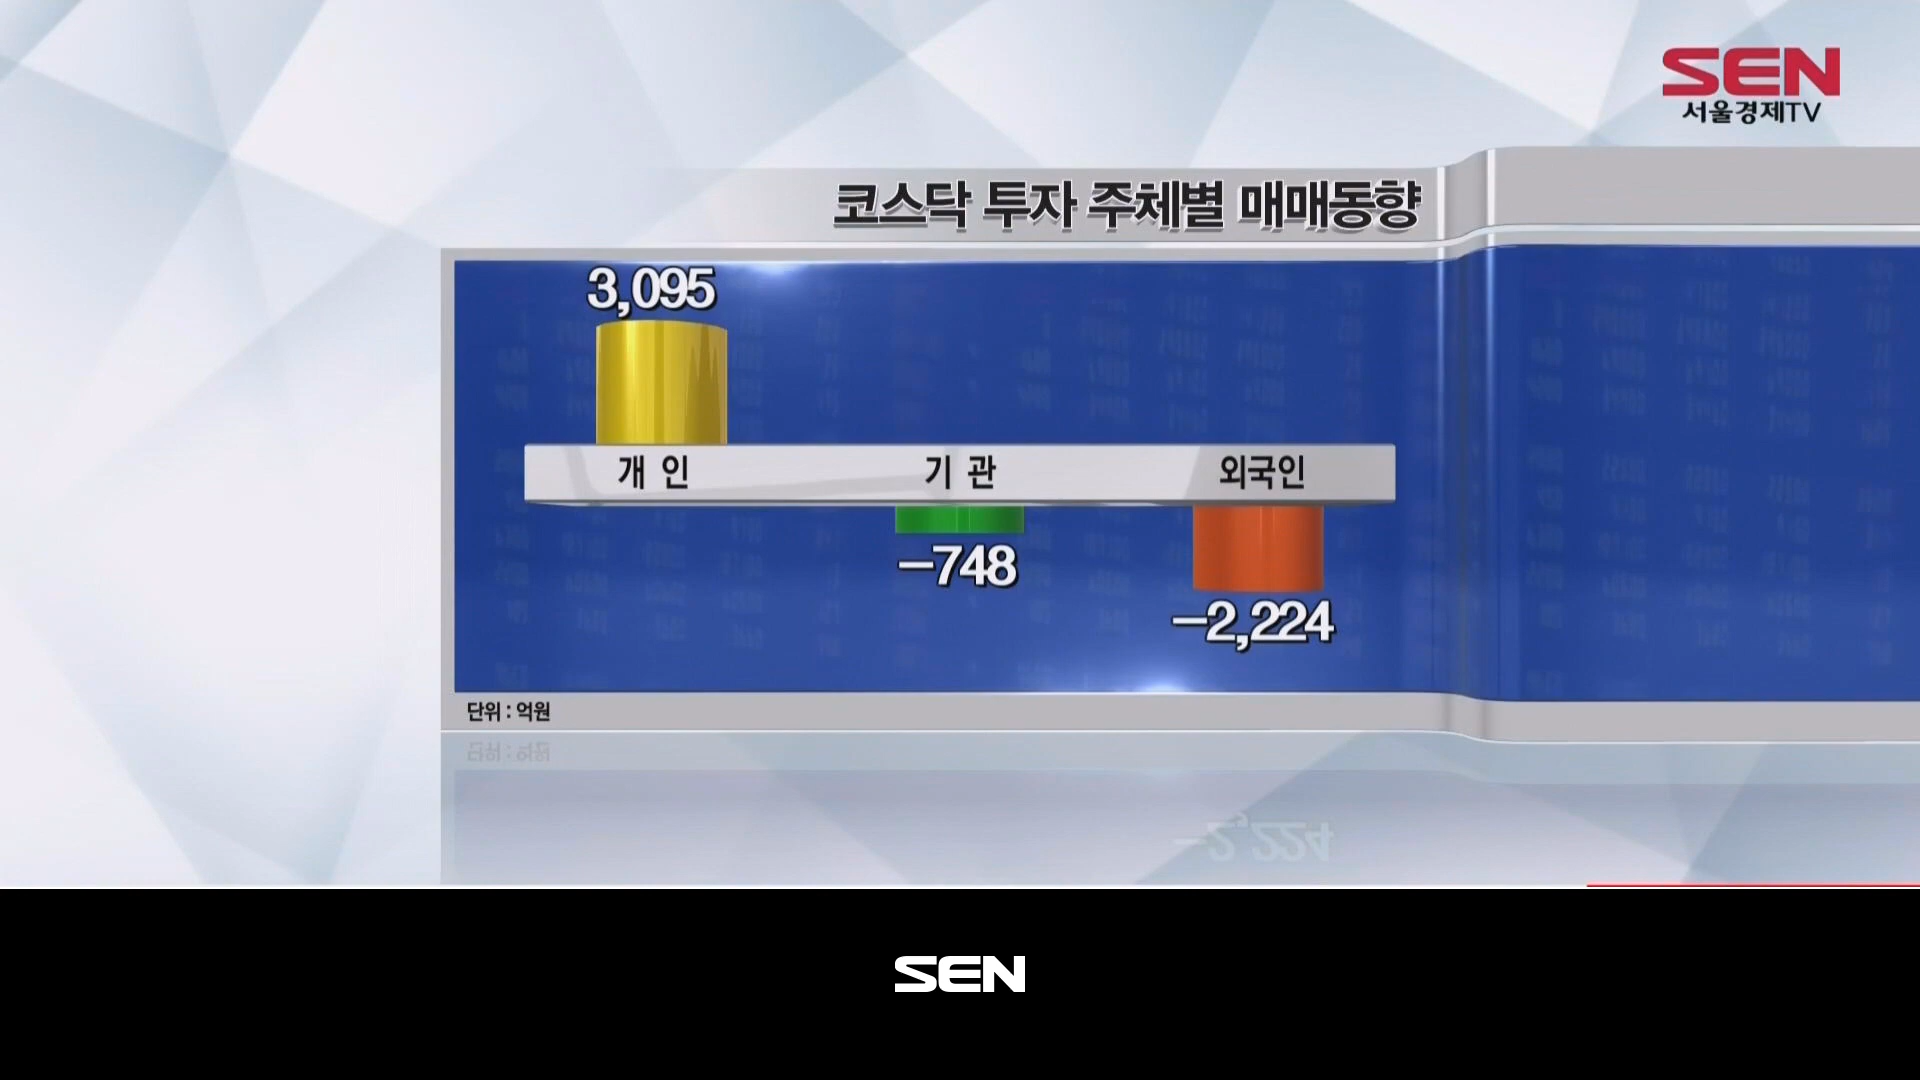 SEN
서울경제TV
코스닥 투자 주체별 매매동향
3,095
개 인
기 관
외국인
-748
-2,224
단위 : 억원
SEN